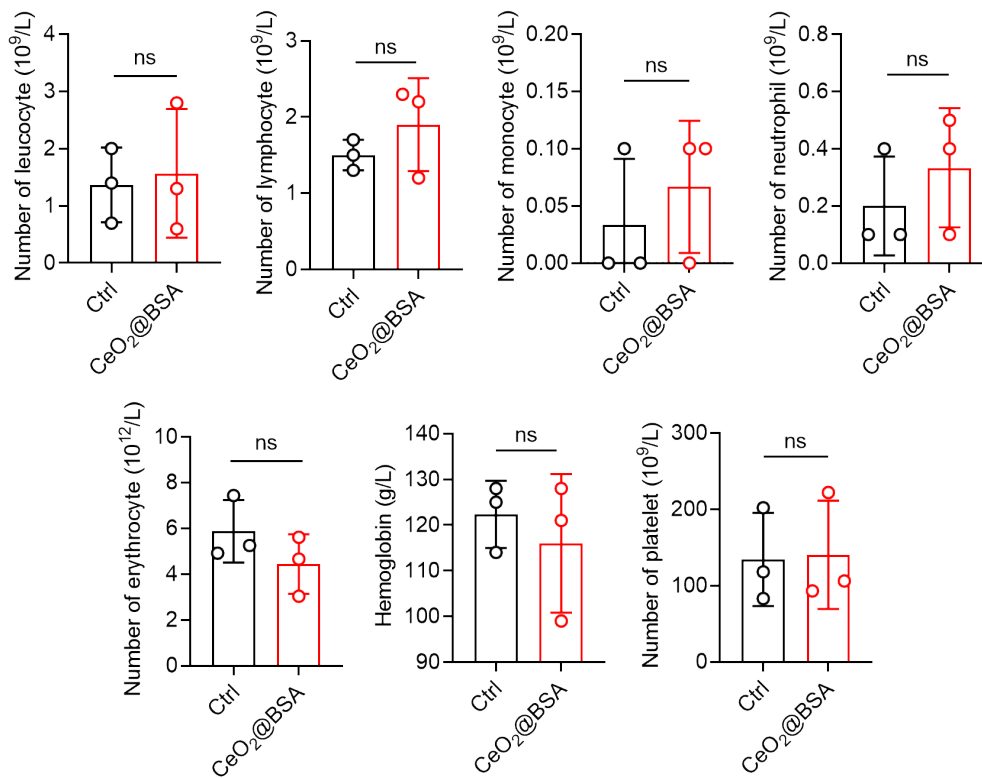 Number of leucocyte (10⁹/L)
3
ns
4
3
2
1
0
Ctrl
CeO₂@BSA
Number of lymphocyte (10⁹/L)
ns
3
2
1
0
Ctrl
CeO₂@BSA
Number of monocyte (10⁹/L)
ns
0.20
0.15
0.10
0.05
0.00
Ctrl
CeO₂@BSA
Number of neutrophil (10⁹/L)
ns
0.8
0.6
0.4
0.2
0.0
Ctrl
CeO₂@BSA
Number of erythrocyte (10¹²/L)
ns
10
8
6
4
2
0
Ctrl
CeO₂@BSA
Hemoglobin (g/L)
ns
140
130
120
110
100
90
Ctrl
CeO₂@BSA
Number of platelet (10⁹/L)
ns
300
200
100
0
Ctrl
CeO₂@BSA